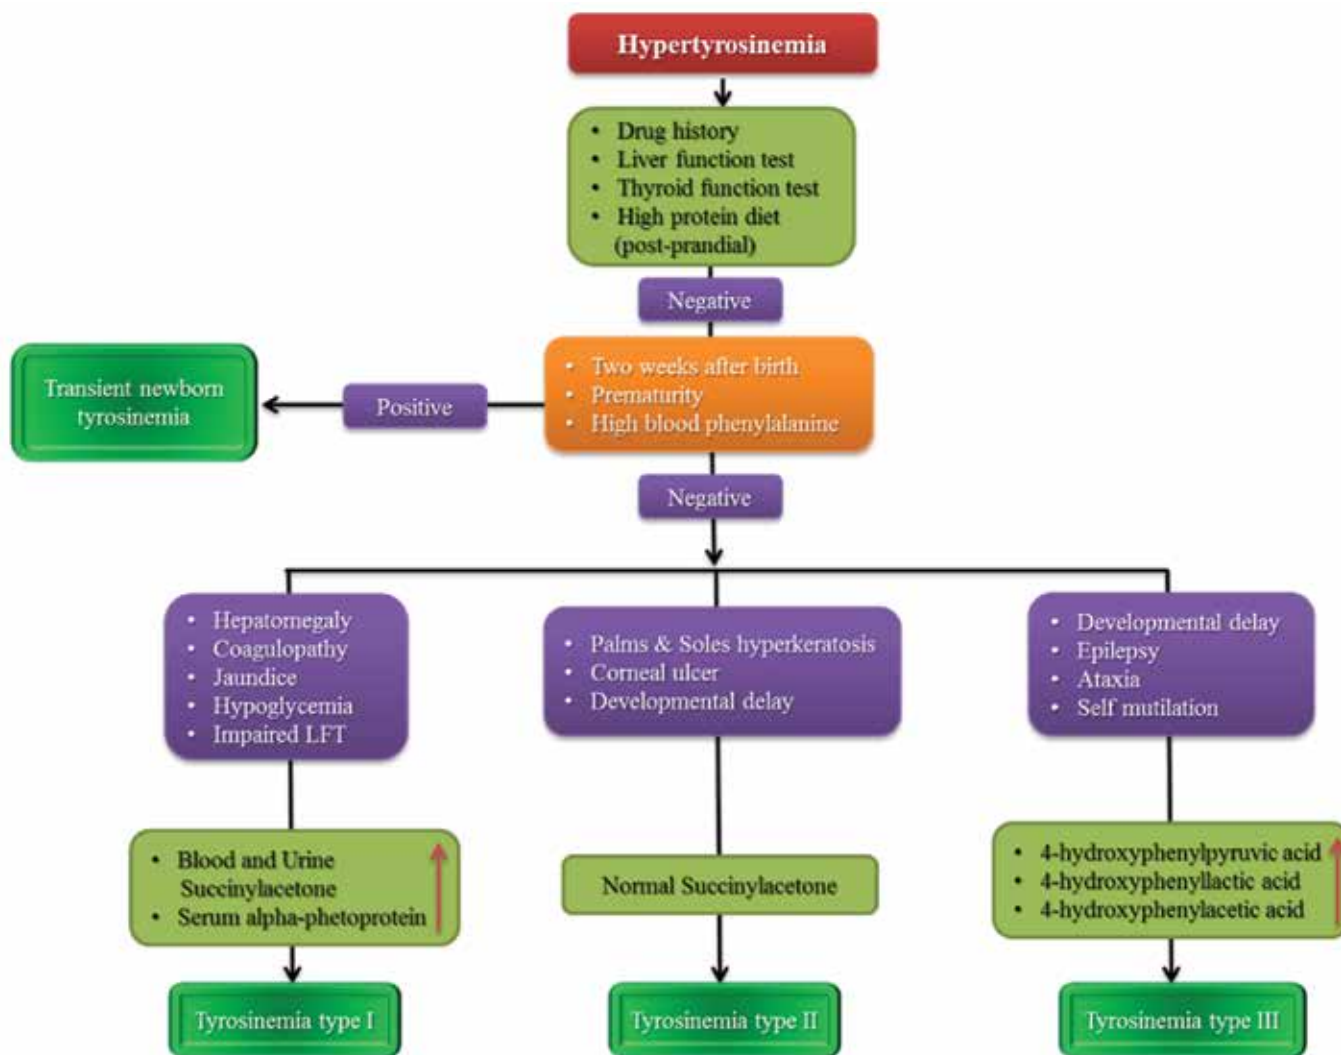 Hypertyrosinemia
• Drug history
• Liver function test
• Thyroid function test
• High protein diet
(post-prandial)
Negative
• Two weeks after birth
• Prematurity
• High blood phenylalanine
Positive
Transient newborn
tyrosinemia
Negative
• Hepatomegaly
• Coagulopathy
• Jaundice
• Hypoglycemia
• Impaired LFT
• Palms & Soles hyperkeratosis
• Corneal ulcer
• Developmental delay
• Developmental delay
• Epilepsy
• Ataxia
• Self mutilation
• Blood and Urine
Succinylacetone
• Serum alpha-phetoprotein
Normal Succinylacetone
• 4-hydroxyphenylpyruvic acid
• 4-hydroxyphenyllactic acid
• 4-hydroxyphenylacetic acid
Tyrosinemia type I
Tyrosinemia type II
Tyrosinemia type III